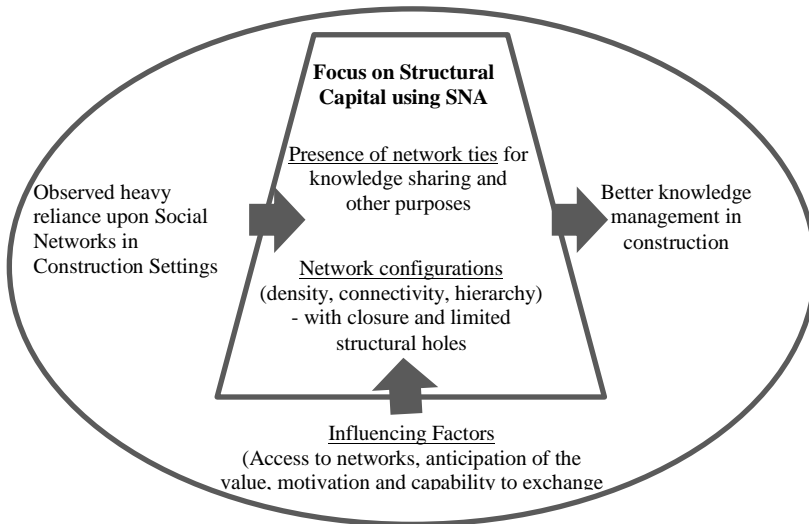 Focus on Structural
Capital using SNA
Presence of network ties for
knowledge sharing and
other purposes
Observed heavy
reliance upon Social
Networks in
Construction Settings
Better knowledge
management in
construction
Network configurations
(density, connectivity, hierarchy)
- with closure and limited
structural holes
Influencing Factors
(Access to networks, anticipation of the
value, motivation and capability to exchange